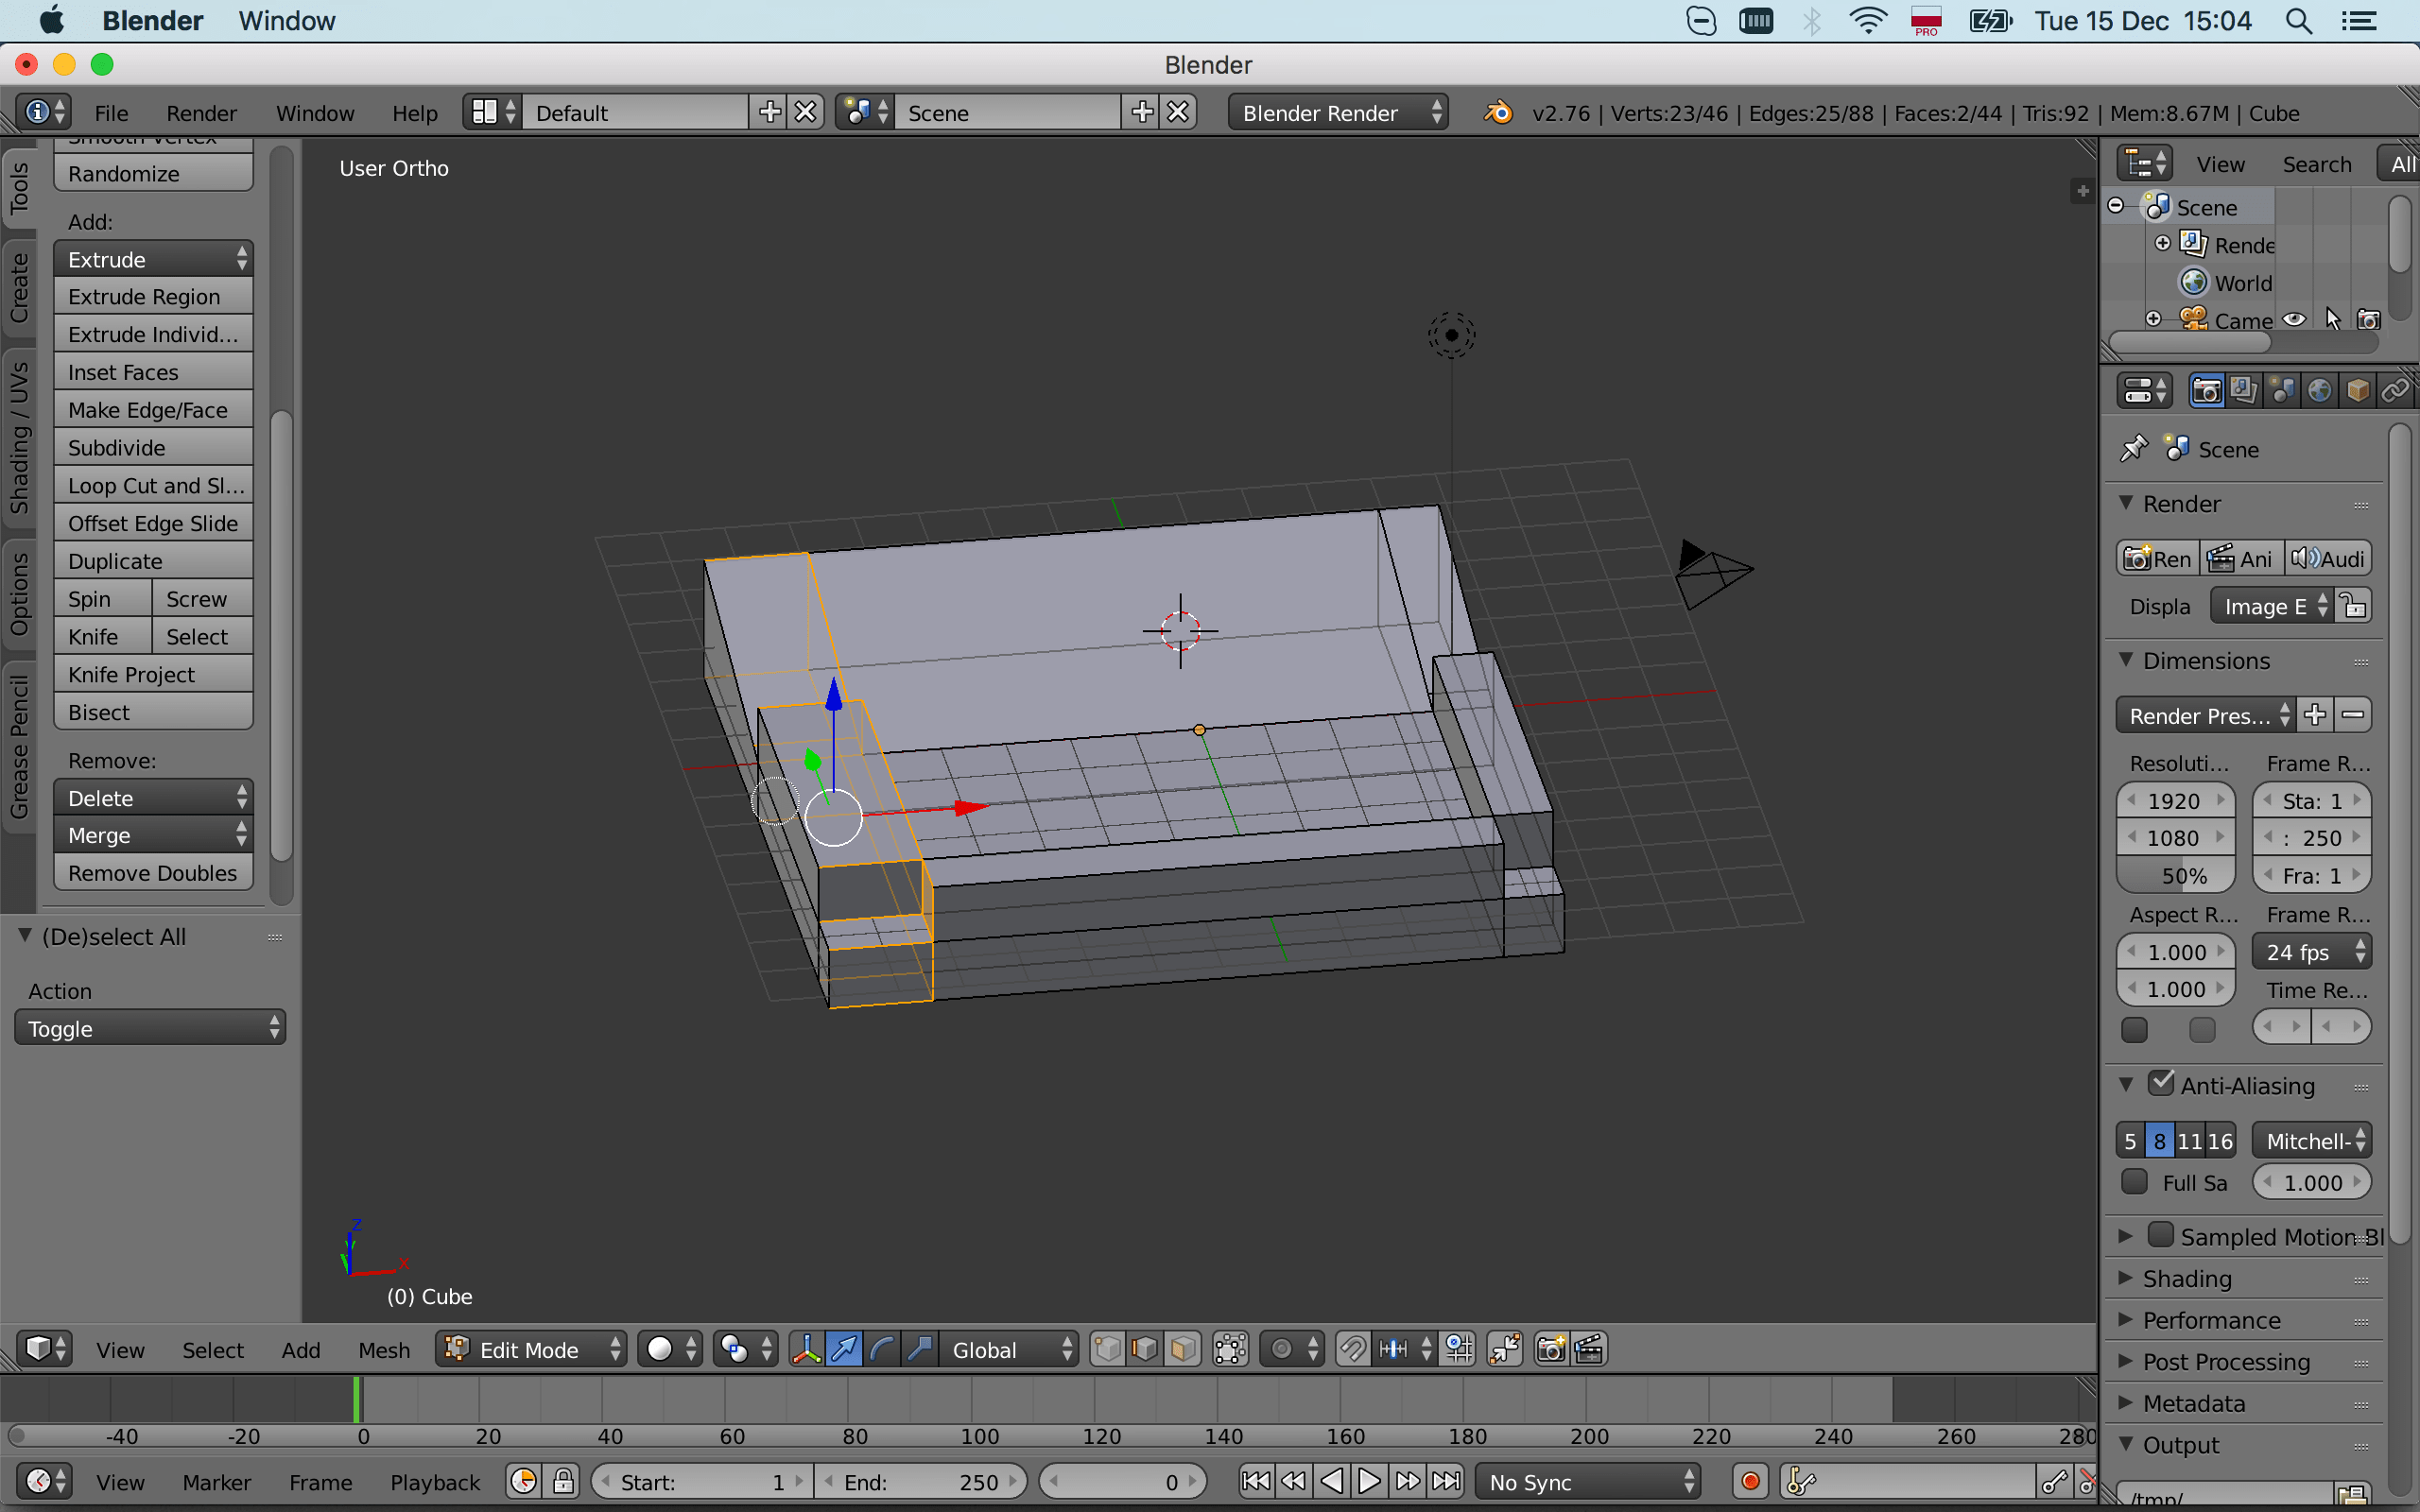 Blender Window PRO Tue 15 Dec 15:04
Blender
File Render Window Help Default Scene Blender Render v2.76 | Verts:23/46 | Edges:25/88 | Faces:2/44 | Tris:92 | Mem:8.67M | Cube
Tools
Create
Shading / UVs
Options
Grease Pencil
Smooth Vertex
Randomize
Add:
Extrude
Extrude Region
Extrude Individ...
Inset Faces
Make Edge/Face
Subdivide
Loop Cut and Sl...
Offset Edge Slide
Duplicate
Spin Screw
Knife Select
Knife Project
Bisect
Remove:
Delete
Merge
Remove Doubles
(De)select All
Action
Toggle
User Ortho
Z
Y
X
(0) Cube
View Search All
Scene
Rende
World
Came
Scene
Render
Ren Ani Audi
Displa Image E
Dimensions
Render Pres...
Resoluti... Frame R...
1920 Sta: 1
1080 : 250
50% Fra: 1
Aspect R... Frame R...
1.000 24 fps
1.000 Time Re...
Anti-Aliasing
5 8 11 16 Mitchell-
Full Sa 1.000
Sampled Motion Bl
Shading
Performance
Post Processing
Metadata
Output
/tmp/
View Select Add Mesh Edit Mode Global
-40 -20 0 20 40 60 80 100 120 140 160 180 200 220 240 260 280
View Marker Frame Playback Start: 1 End: 250 0 No Sync